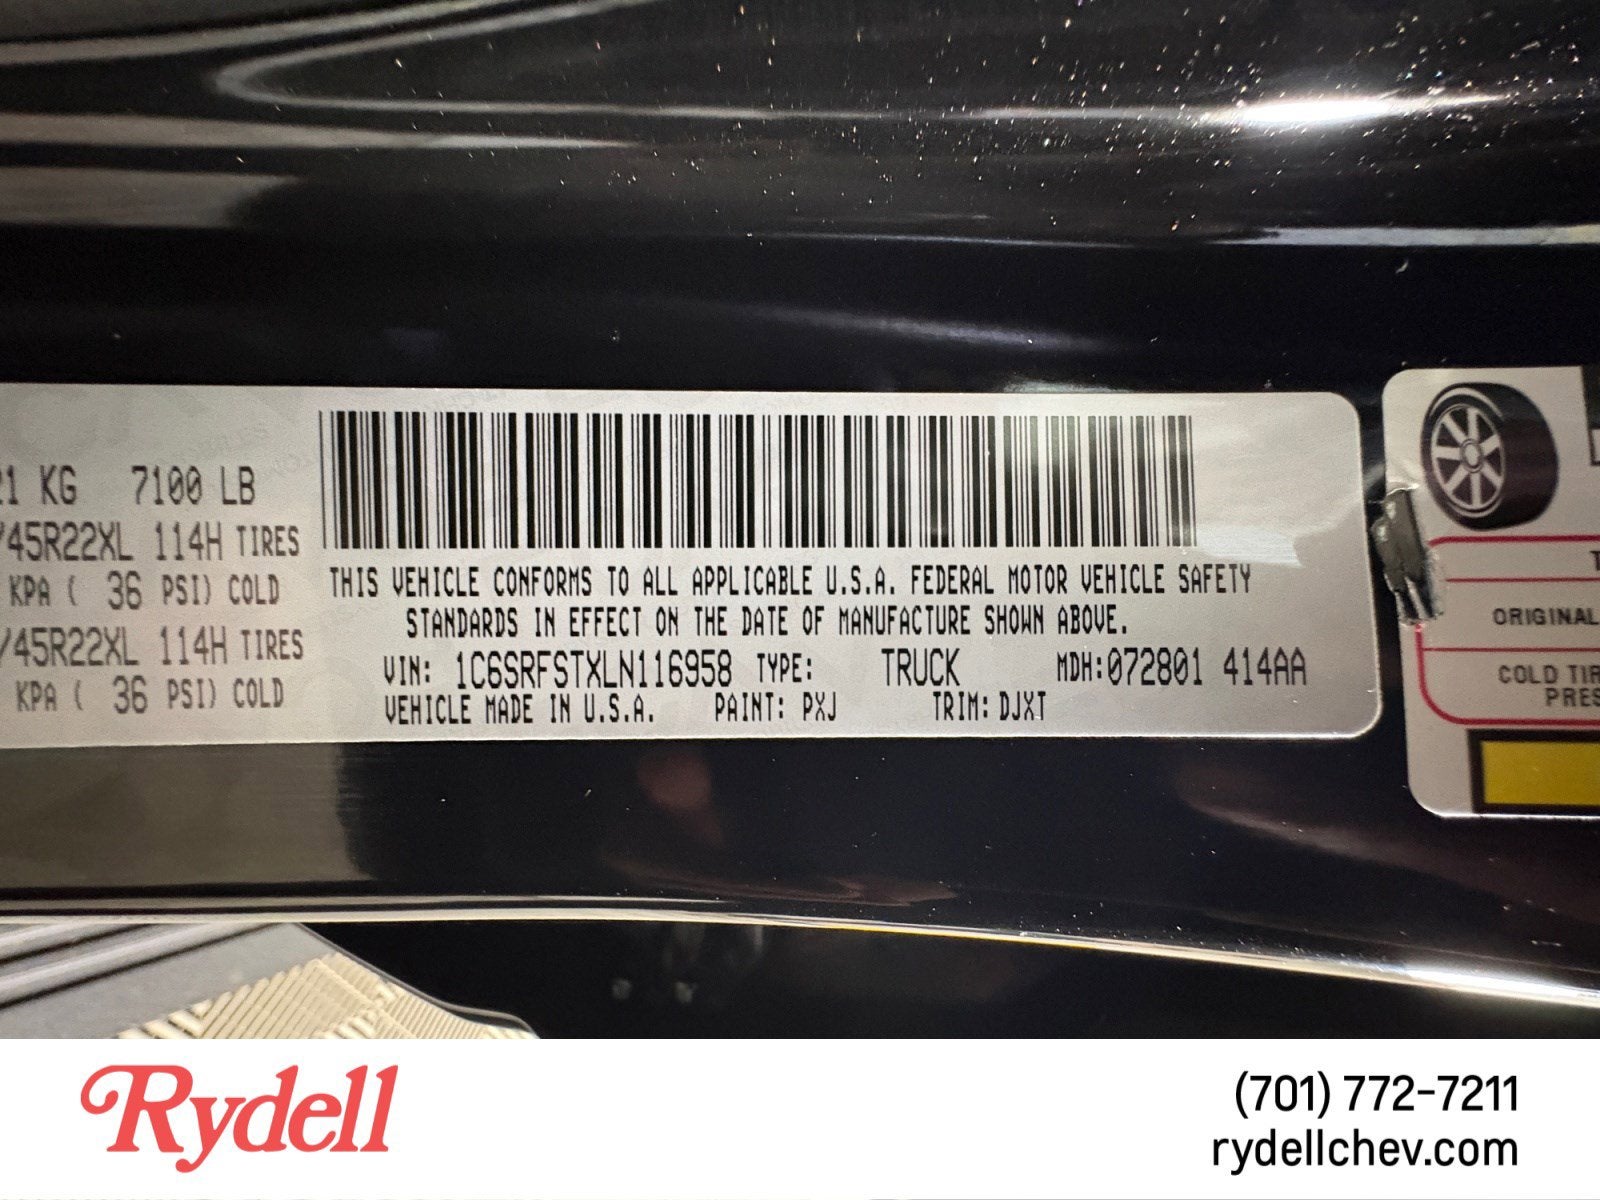 21 KG 7100 LB
/45R22XL 114H TIRES
KPA ( 36 PSI) COLD
/45R22XL 114H TIRES
KPA ( 36 PSI) COLD
THIS VEHICLE CONFORMS TO ALL APPLICABLE U.S.A. FEDERAL MOTOR VEHICLE SAFETY
STANDARDS IN EFFECT ON THE DATE OF MANUFACTURE SHOWN ABOVE.
VIN: 1C6SRFSTXLN116958 TYPE: TRUCK MDH:072801 414AA
VEHICLE MADE IN U.S.A. PAINT: PXJ TRIM: DJXT
ORIGINAL
COLD TIR
PRES
Rydell
(701) 772-7211
rydellchev.com